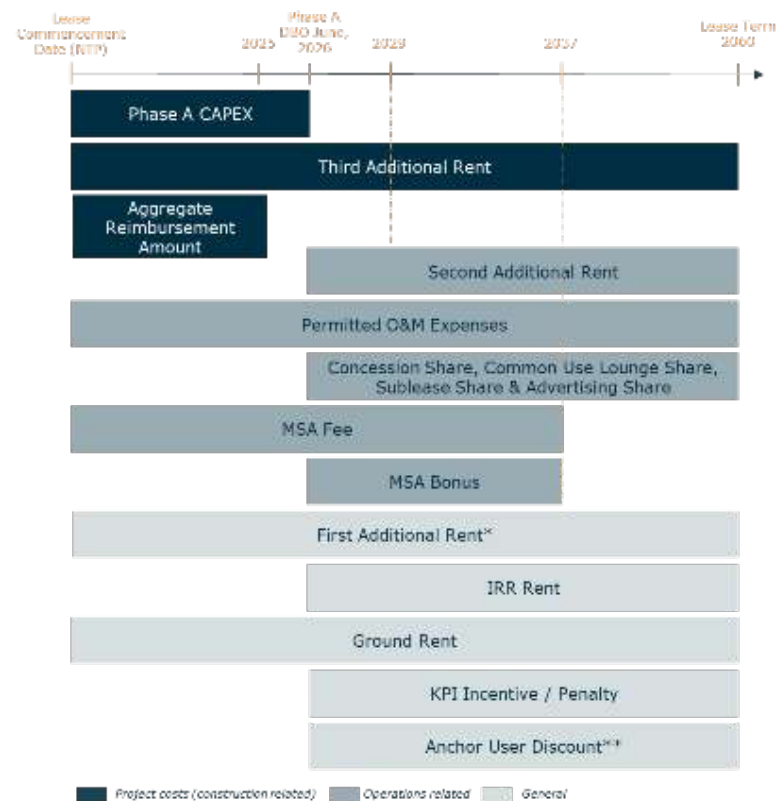 Lease
Commencement
Date (NTP)
2025
Phase A
DBO June,
2026
2029
2037
Lease Term
2060
Phase A CAPEX
Third Additional Rent
Aggregate
Reimbursement
Amount
Second Additional Rent
Permitted O&M Expenses
Concession Share, Common Use Lounge Share,
Sublease Share & Advertising Share
MSA Fee
MSA Bonus
First Additional Rent*
IRR Rent
Ground Rent
KPI Incentive / Penalty
Anchor User Discount**
Project costs (construction related)
Operations related
General